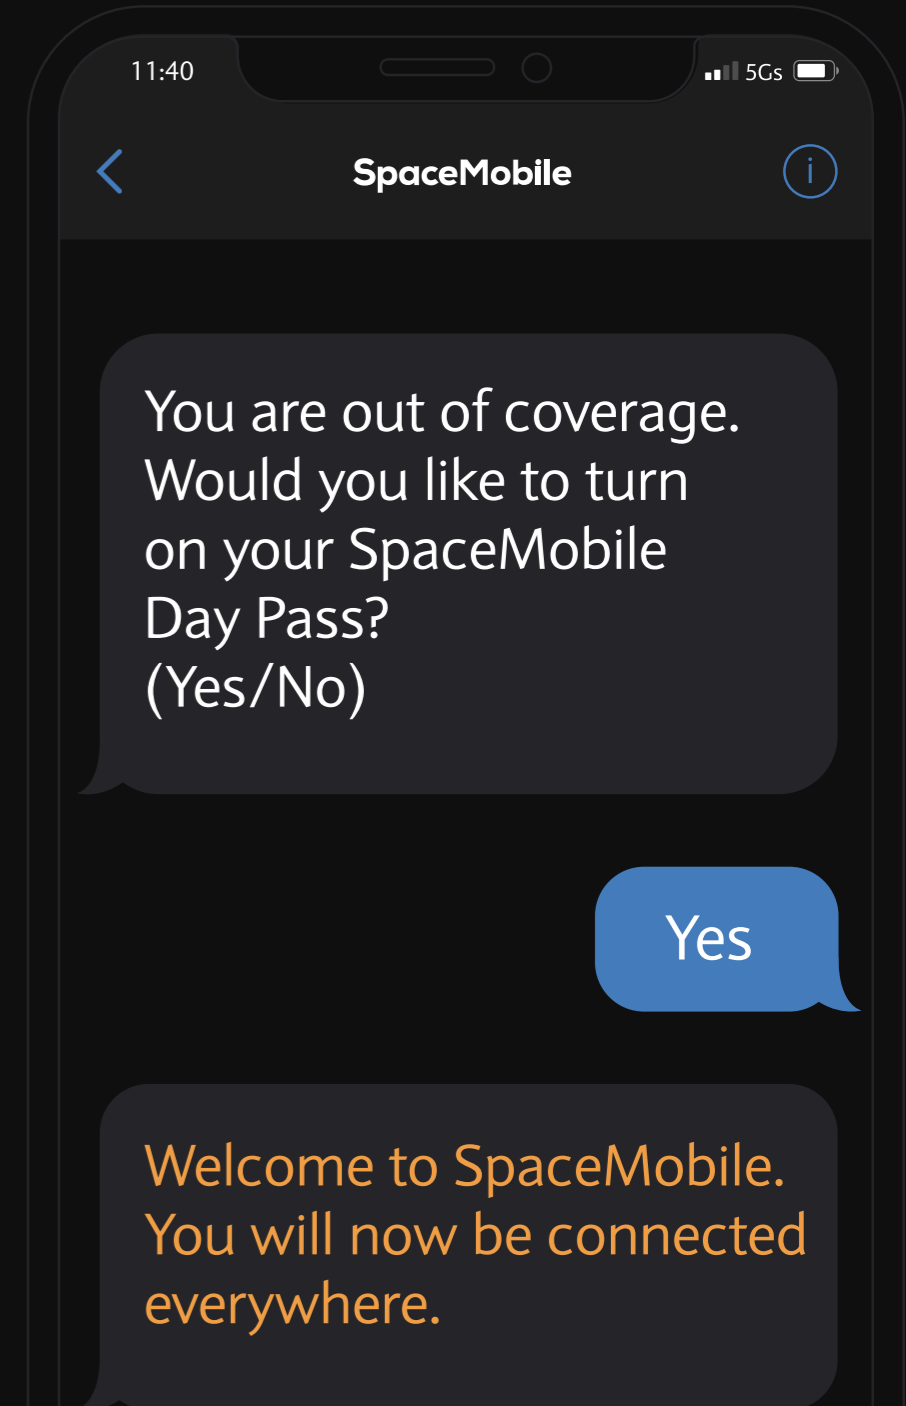 11:40
5Gs
SpaceMobile
i
You are out of coverage.
Would you like to turn
on your SpaceMobile
Day Pass?
(Yes/No)
Yes
Welcome to SpaceMobile.
You will now be connected
everywhere.